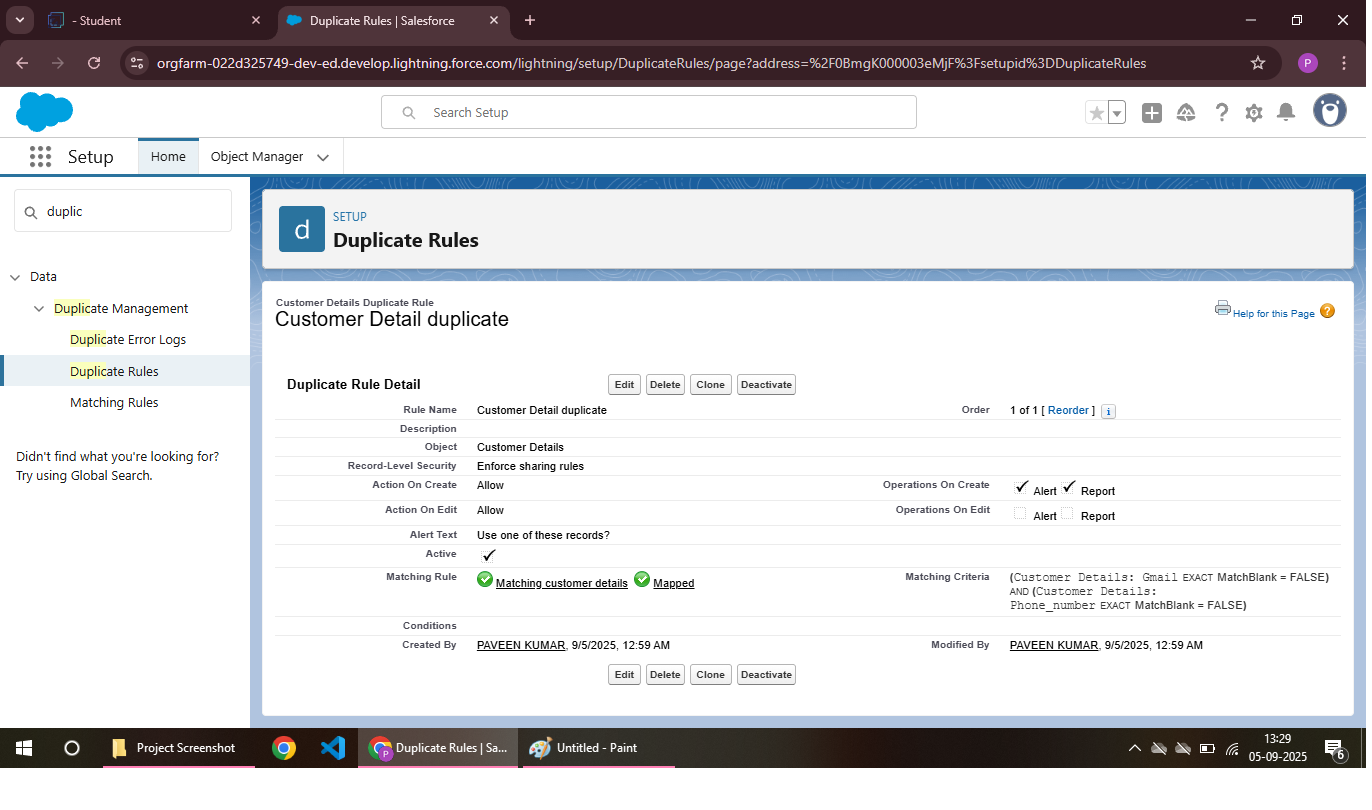 - Student
Duplicate Rules | Salesforce
orgfarm-022d325749-dev-ed.develop.lightning.force.com/lightning/setup/DuplicateRules/page?address=%2F0BmgK000003eMjF%3Fsetupid%3DDuplicateRules
P
Search Setup
Setup
Home
Object Manager
duplic
Data
Duplicate Management
Duplicate Error Logs
Duplicate Rules
Matching Rules
Didn't find what you're looking for?
Try using Global Search.
d
SETUP
Duplicate Rules
Customer Details Duplicate Rule
Customer Detail duplicate
Help for this Page ?
Duplicate Rule Detail
Edit Delete Clone Deactivate
Rule Name Customer Detail duplicate Order 1 of 1 [ Reorder ] i
Description
Object Customer Details
Record-Level Security Enforce sharing rules
Action On Create Allow Operations On Create Alert Report
Action On Edit Allow Operations On Edit Alert Report
Alert Text Use one of these records?
Active
Matching Rule Matching customer details Mapped Matching Criteria (Customer Details: Gmail EXACT MatchBlank = FALSE)
AND (Customer Details:
Phone_number EXACT MatchBlank = FALSE)
Conditions
Created By PAVEEN KUMAR, 9/5/2025, 12:59 AM Modified By PAVEEN KUMAR, 9/5/2025, 12:59 AM
Edit Delete Clone Deactivate
Project Screenshot
P
Duplicate Rules | Sa...
Untitled - Paint
13:29
05-09-2025
6